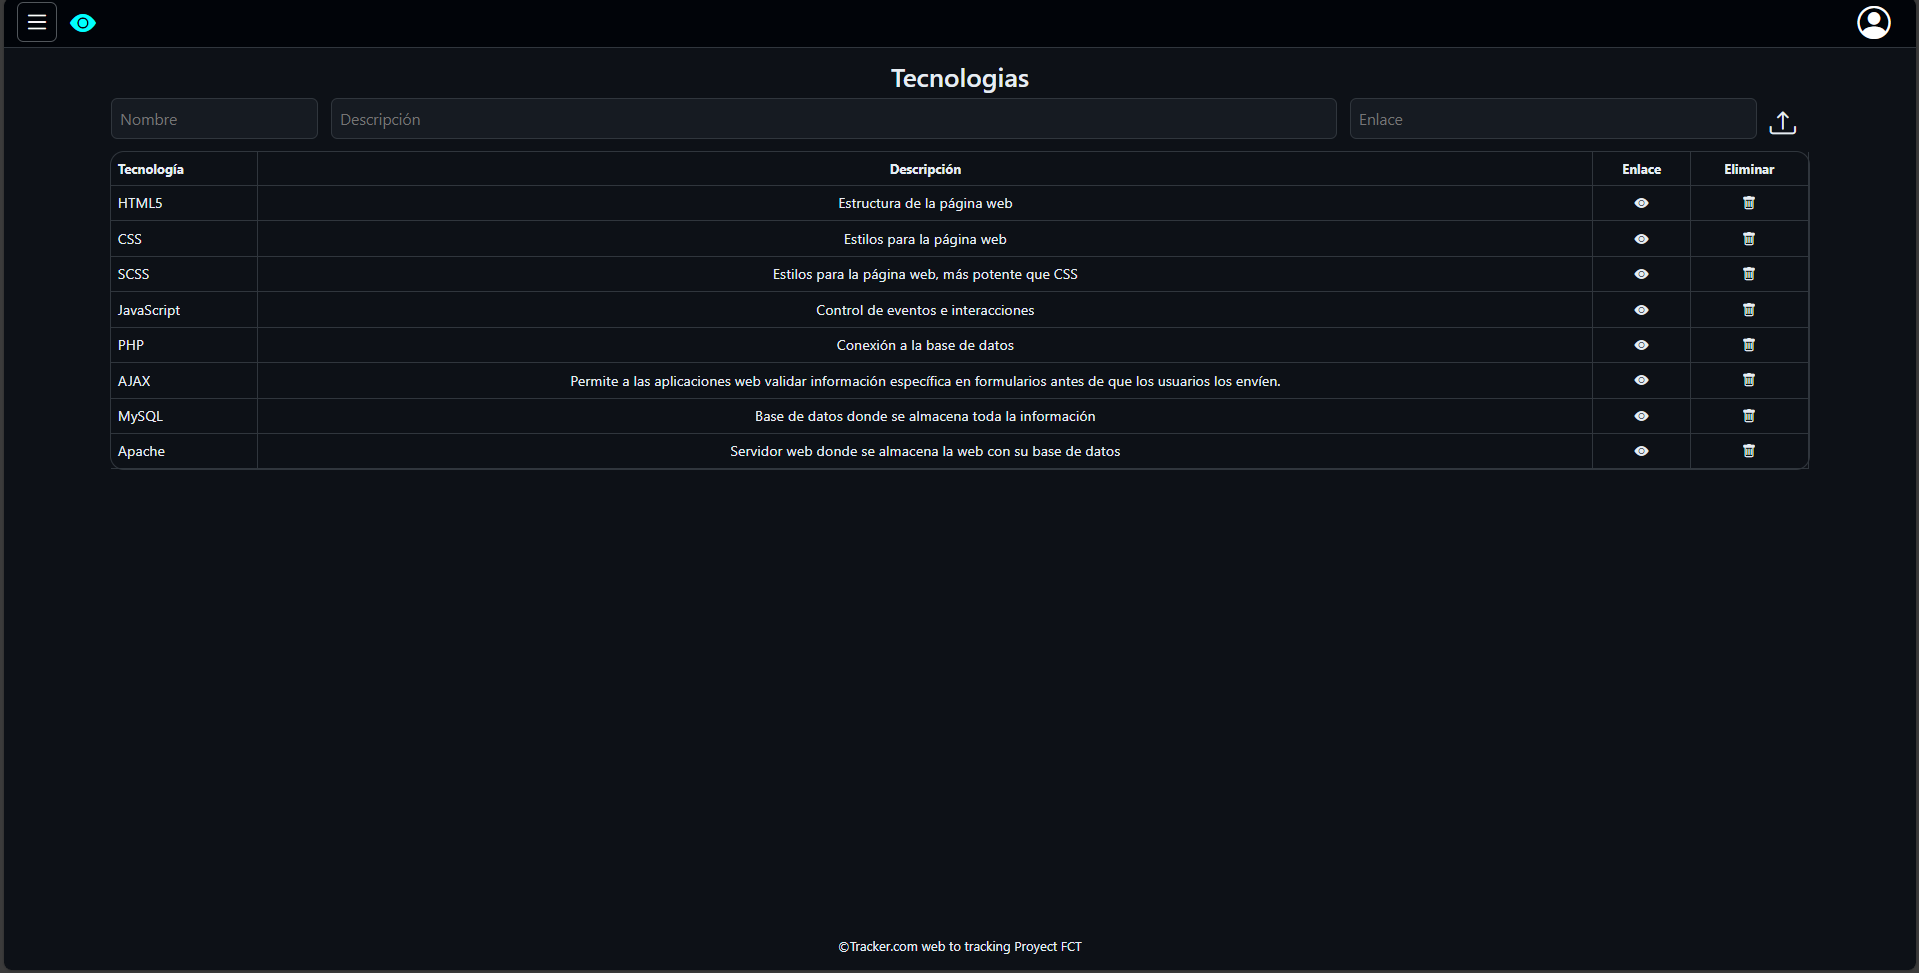 Tecnologias
Nombre Descripción Enlace
Tecnología Descripción Enlace Eliminar
HTML5 Estructura de la página web
CSS Estilos para la página web
SCSS Estilos para la página web, más potente que CSS
JavaScript Control de eventos e interacciones
PHP Conexión a la base de datos
AJAX Permite a las aplicaciones web validar información específica en formularios antes de que los usuarios los envíen.
MySQL Base de datos donde se almacena toda la información
Apache Servidor web donde se almacena la web con su base de datos
©Tracker.com web to tracking Proyect FCT